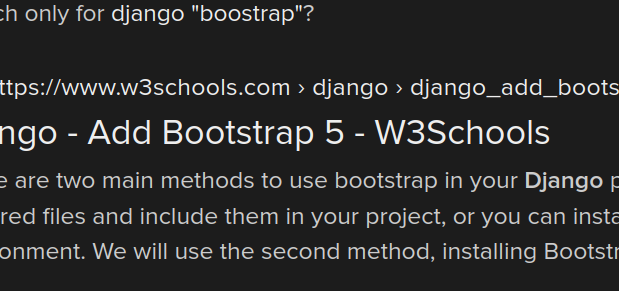 ch only for django "boostrap"?
ttps://www.w3schools.com › django › django_add_boots
ngo - Add Bootstrap 5 - W3Schools
e are two main methods to use bootstrap in your Django p
red files and include them in your project, or you can insta
onment. We will use the second method, installing Bootstr